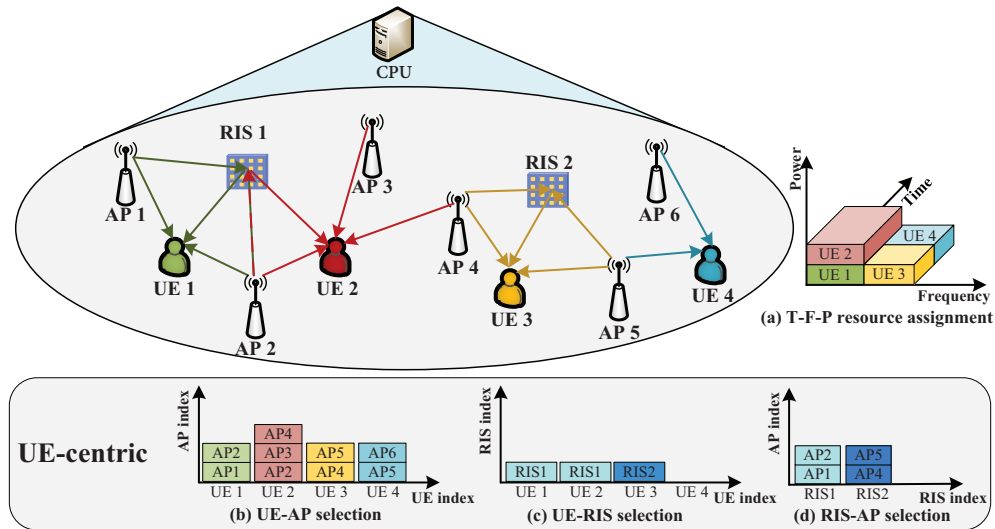 CPU
RIS 1
AP 3
RIS 2
AP 1
AP 4
AP 6
UE 1
UE 2
UE 3
UE 4
AP 2
AP 5
Power
Time
UE 2
UE 4
UE 1
UE 3
Frequency
(a) T-F-P resource assignment
UE-centric
AP index
AP4
AP2
AP3
AP5
AP6
AP1
AP2
AP4
AP5
UE 1
UE 2
UE 3
UE 4
UE index
(b) UE-AP selection
RIS index
RIS1
RIS1
RIS2
UE 1
UE 2
UE 3
UE 4
UE index
(c) UE-RIS selection
AP index
AP2
AP5
AP1
AP4
RIS1
RIS2
RIS index
(d) RIS-AP selection